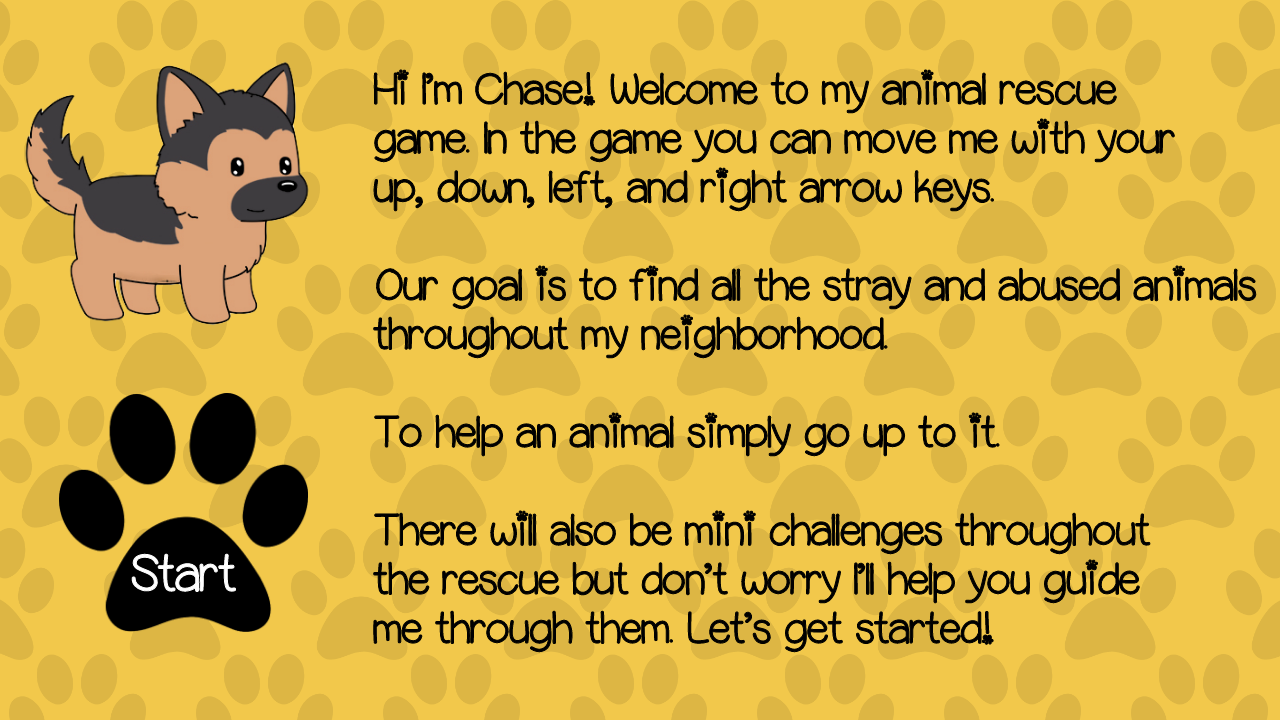 Hi I'm Chase! Welcome to my animal rescue
game. In the game you can move me with your
up, down, left, and right arrow keys.
Our goal is to find all the stray and abused animals
throughout my neighborhood.
To help an animal simply go up to it.
There will also be mini challenges throughout
the rescue but don't worry I'll help you guide
me through them. Let's get started!
Start